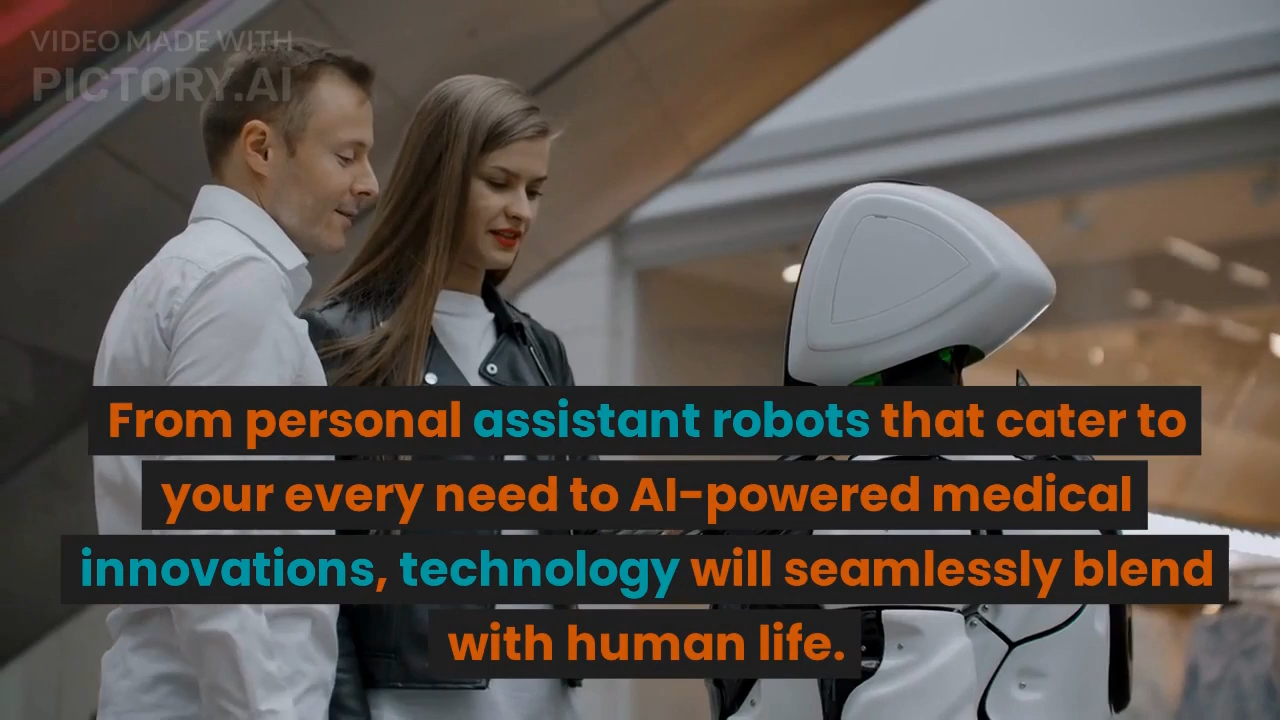 VIDEO MADE WITH
PICTORY.AI
From personal assistant robots that cater to
your every need to AI-powered medical
innovations, technology will seamlessly blend
with human life.